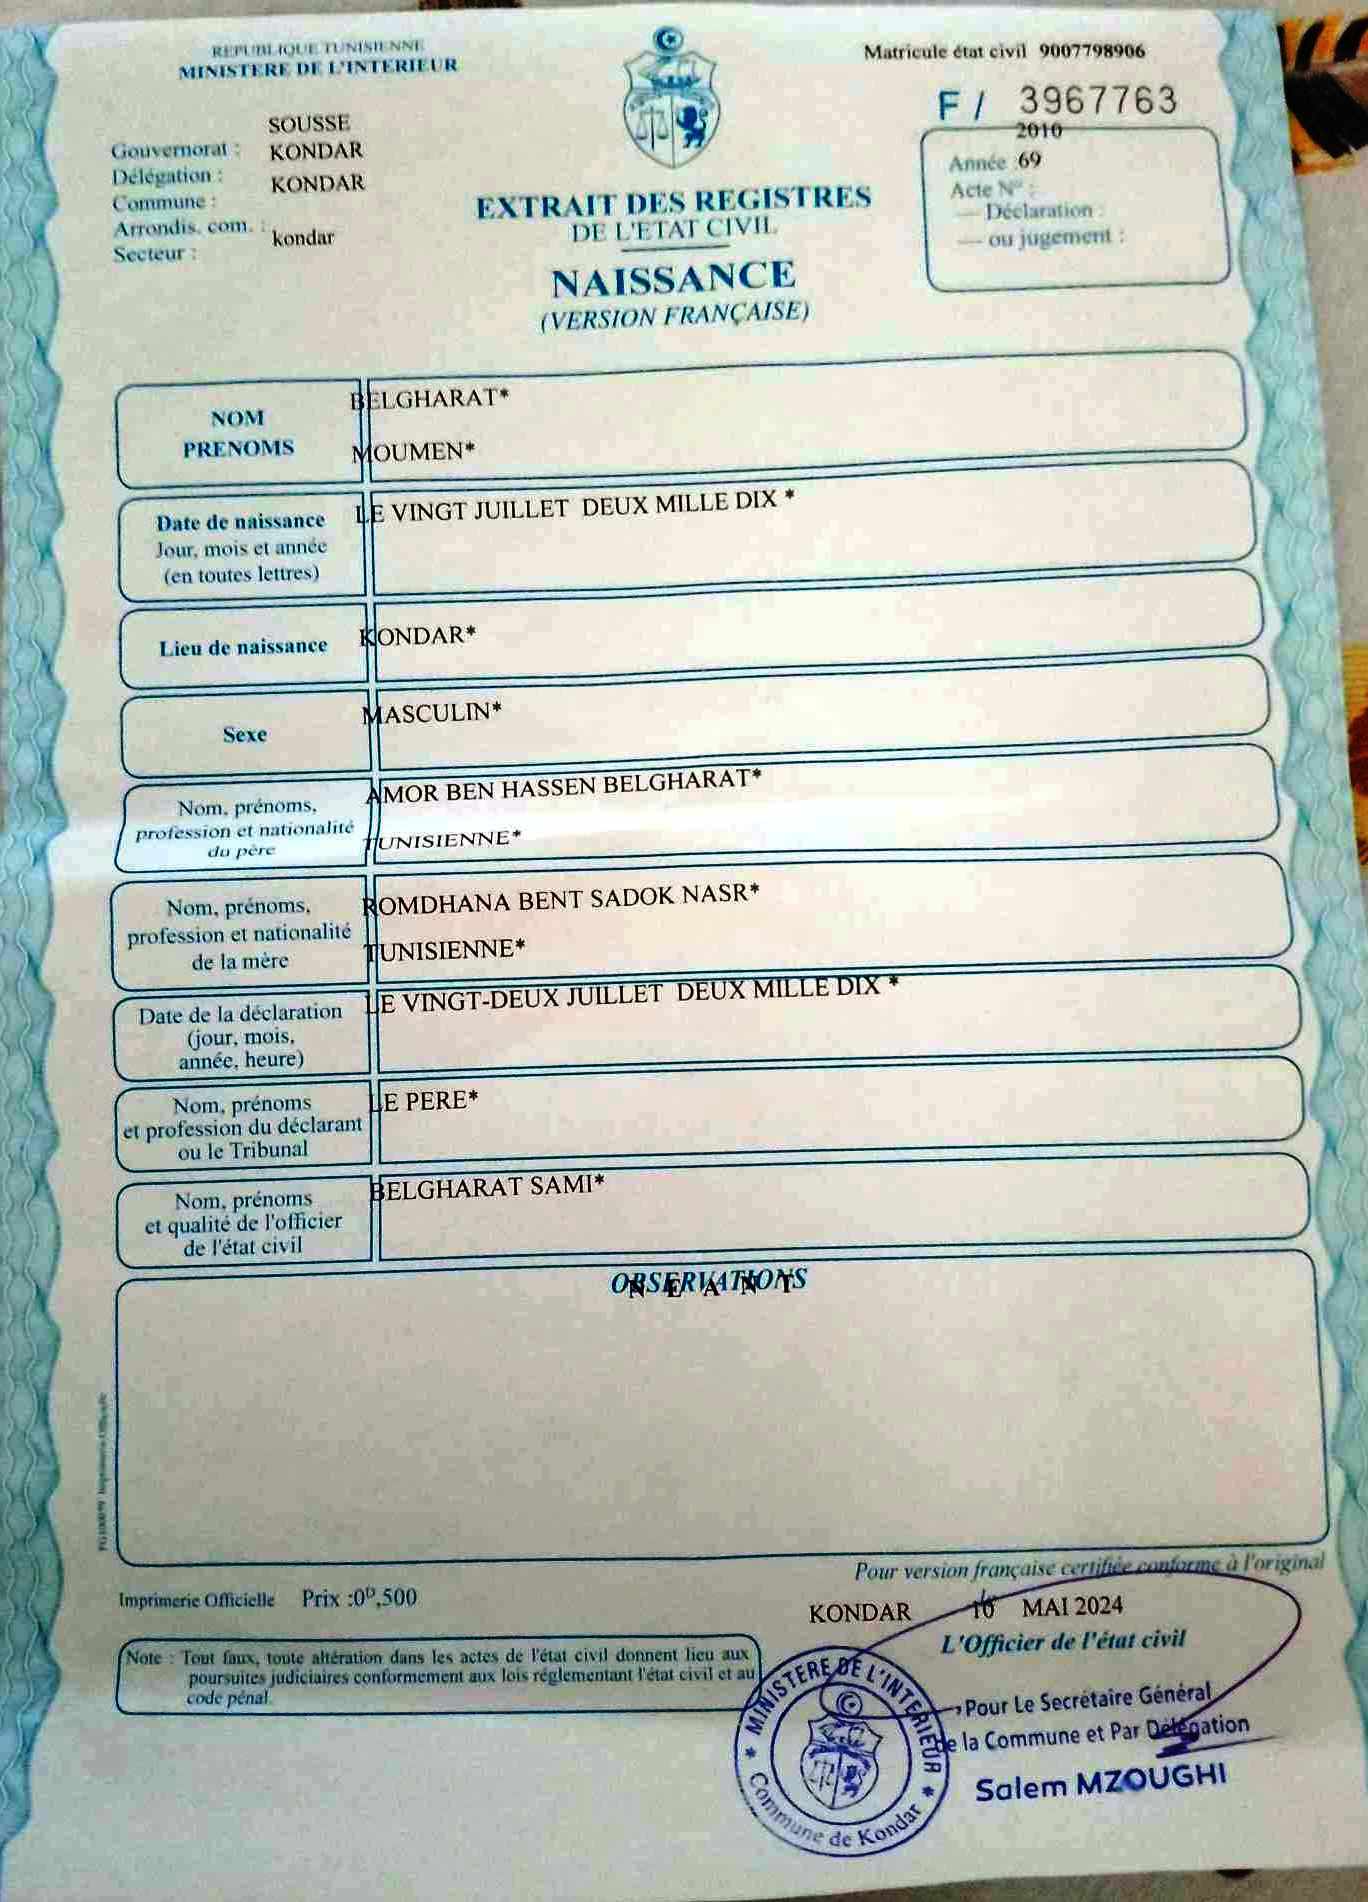 REPUBLIQUE TUNISIENNE
MINISTERE DE L'INTERIEUR
Matricule état civil 9007798906
F / 3967763
SOUSSE
Gouvernorat : KONDAR
Délégation : KONDAR
Commune :
Arrondis. com. : kondar
Secteur :
2010
Année : 69
Acte N° :
— Déclaration :
— ou jugement :
EXTRAIT DES REGISTRES
DE L'ETAT CIVIL
NAISSANCE
(VERSION FRANÇAISE)
NOM
PRENOMS
BELGHARAT*
MOUMEN*
Date de naissance
Jour, mois et année
(en toutes lettres)
LE VINGT JUILLET DEUX MILLE DIX *
Lieu de naissance
KONDAR*
Sexe
MASCULIN*
Nom, prénoms,
profession et nationalité
du père
AMOR BEN HASSEN BELGHARAT*
TUNISIENNE*
Nom, prénoms,
profession et nationalité
de la mère
ROMDHANA BENT SADOK NASR*
TUNISIENNE*
Date de la déclaration
(jour, mois,
année, heure)
LE VINGT-DEUX JUILLET DEUX MILLE DIX *
Nom, prénoms
et profession du déclarant
ou le Tribunal
LE PERE*
Nom, prénoms
et qualité de l'officier
de l'état civil
BELGHARAT SAMI*
OBSERVATIONS
N E A N T
Pour version française certifiée conforme à l'original
Imprimerie Officielle Prix :0ᴰ,500
KONDAR le MAI 2024
L'Officier de l'état civil
Note : Tout faux, toute altération dans les actes de l'état civil donnent lieu aux
poursuites judiciaires conformement aux lois réglementant l'état civil et au
code pénal.
MINISTERE DE L'INTERIEUR
Commune de Kondar
Pour Le Secrétaire Général
de la Commune et Par Délégation
Salem MZOUGHI